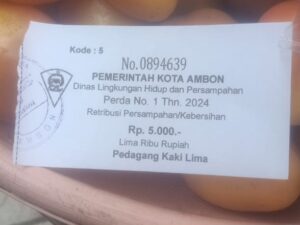 Kode : 5
No.0894639
PEMERINTAH KOTA AMBON
Dinas Lingkungan Hidup dan Persampahan
Perda No. 1 Thn. 2024
Retribusi Persampahan/Kebersihan
Rp. 5.000.-
Lima Ribu Rupiah
Pedagang Kaki Lima